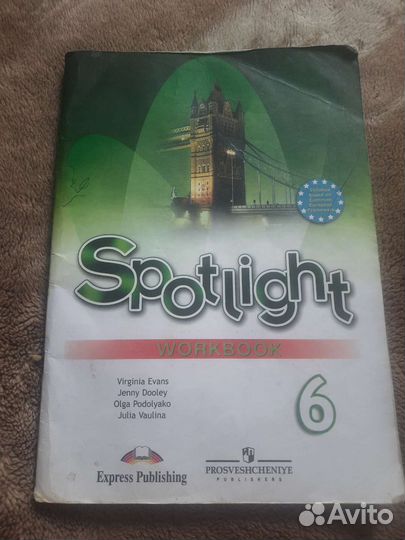 Spotlight
WORKBOOK
Virginia Evans
Jenny Dooley
Olga Podolyako
Julia Vaulina
6
Express Publishing
PROSVESHCHENIYE
PUBLISHERS
Avito